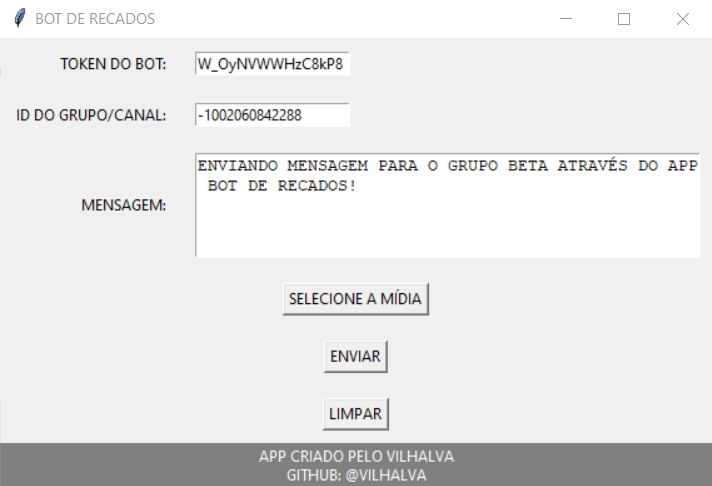 BOT DE RECADOS
TOKEN DO BOT: W_OyNVWWHzC8kP8
ID DO GRUPO/CANAL: -1002060842288
MENSAGEM: ENVIANDO MENSAGEM PARA O GRUPO BETA ATRAVÉS DO APP
BOT DE RECADOS!
SELECIONE A MÍDIA
ENVIAR
LIMPAR
APP CRIADO PELO VILHALVA
GITHUB: @VILHALVA